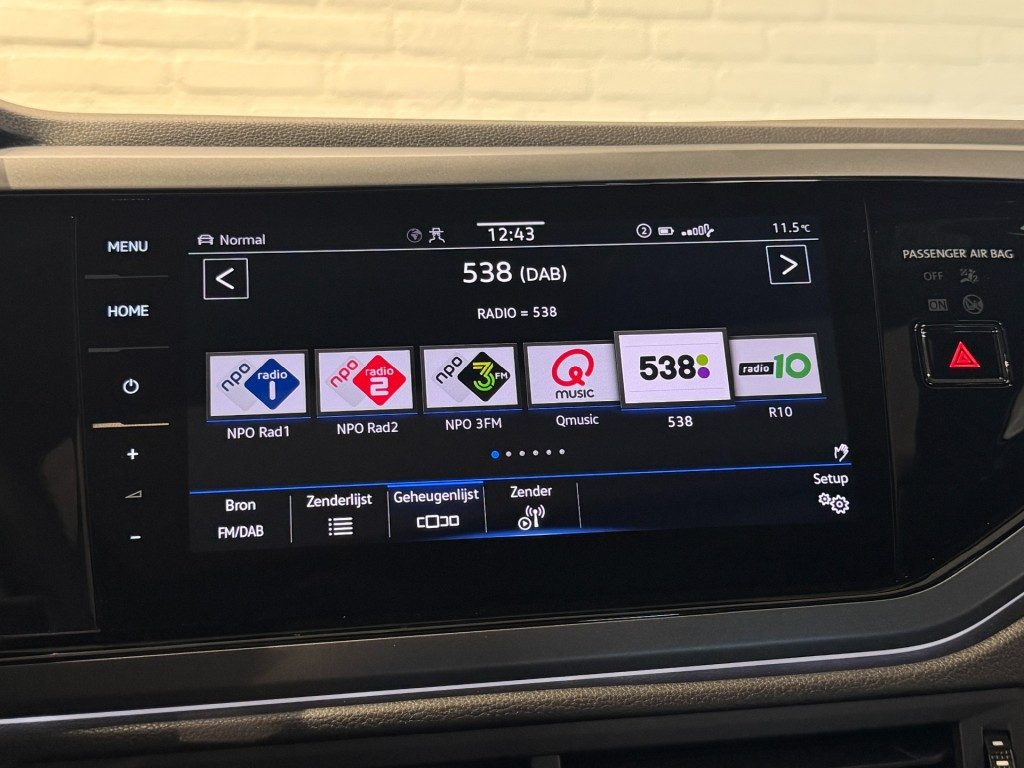 MENU
HOME
+
-
Normal
12:43
2
11.5°C
<
538 (DAB)
>
RADIO = 538
npo radio 1
npo radio 2
npo 3FM
Q MUSIC
538
radio 10
NPO Rad1
NPO Rad2
NPO 3FM
Qmusic
538
R10
Bron
FM/DAB
Zenderlijst
Geheugenlijst
Zender
Setup
PASSENGER AIR BAG
OFF
ON